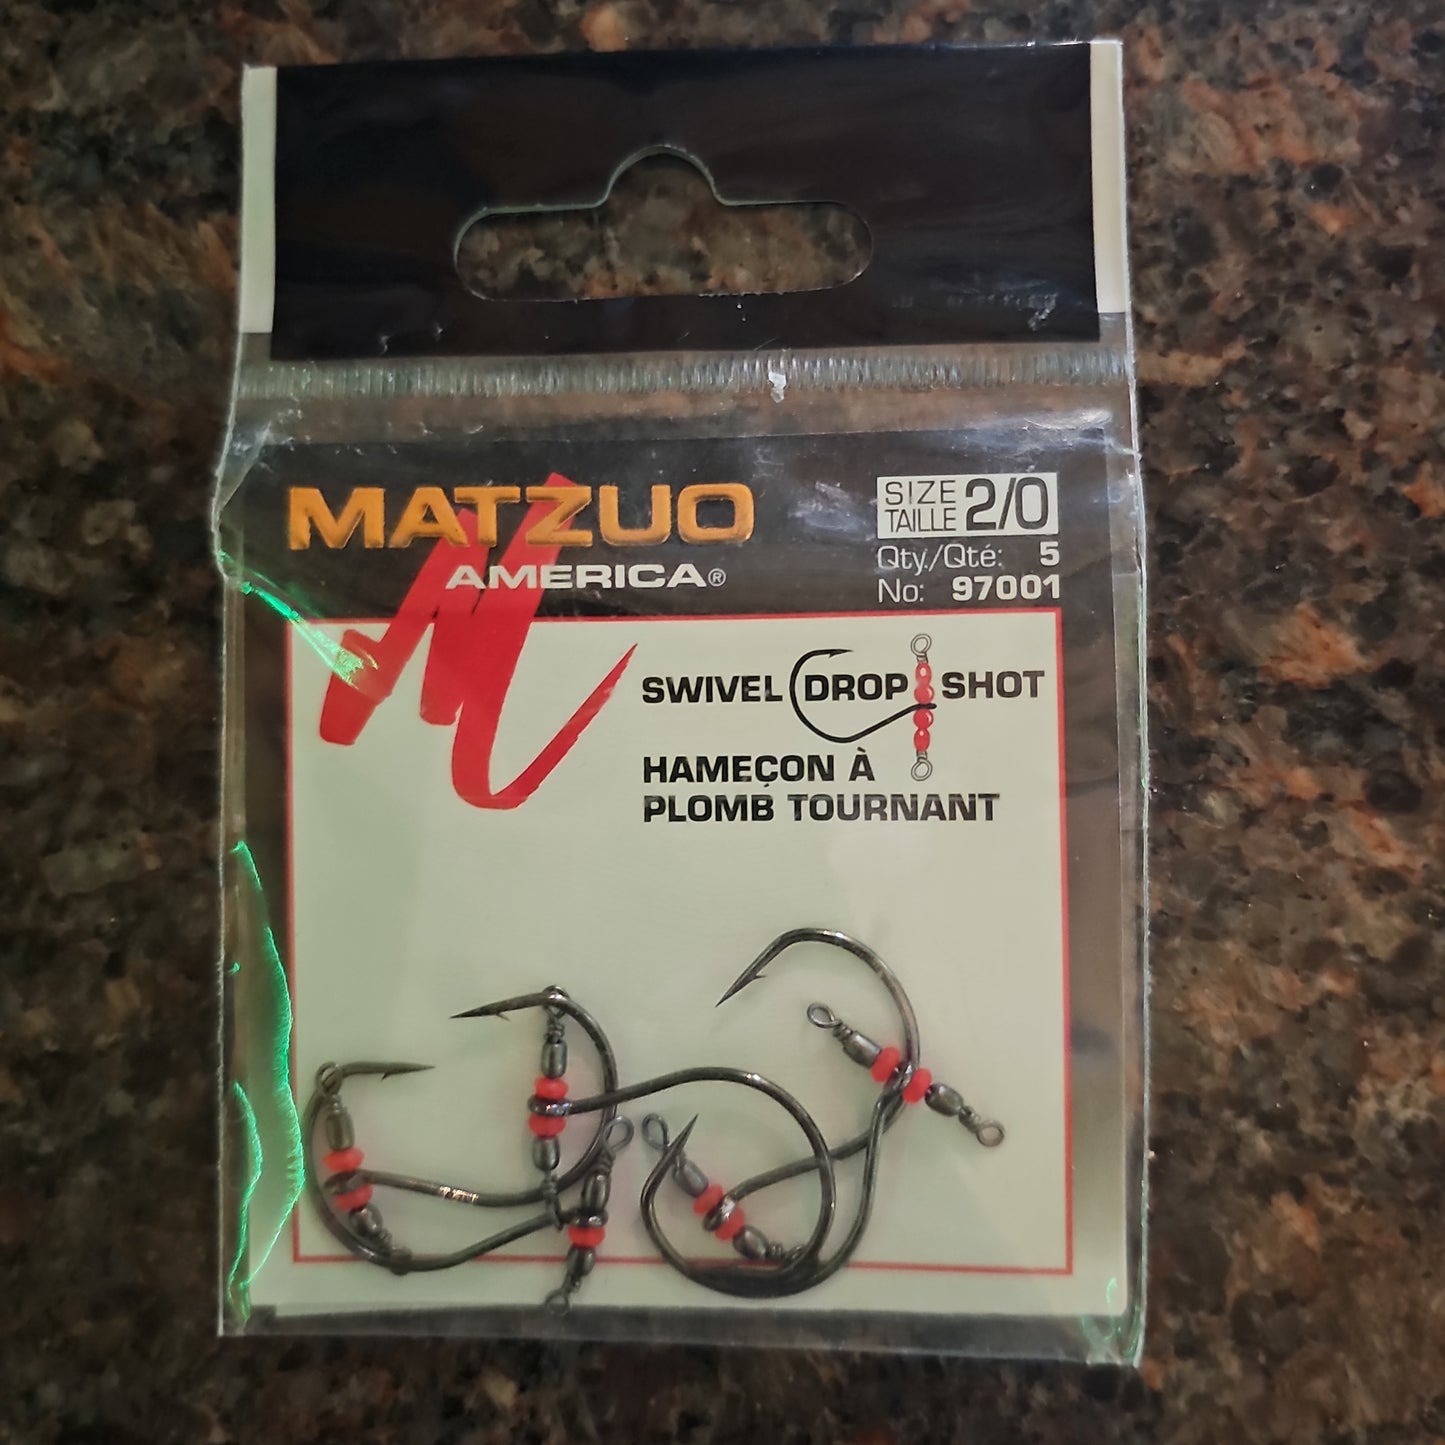 MATZUO
AMERICA®
SIZE 2/0
TAILLE
Qty./Qté: 5
No: 97001
SWIVEL DROP SHOT
HAMEÇON À
PLOMB TOURNANT